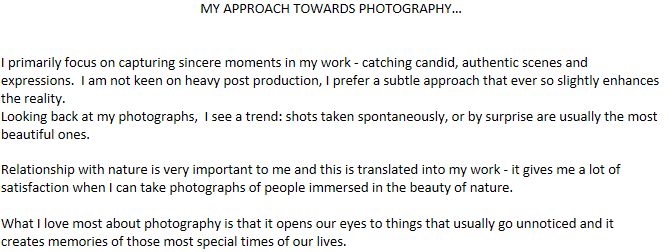 MY APPROACH TOWARDS PHOTOGRAPHY...
I primarily focus on capturing sincere moments in my work - catching candid, authentic scenes and
expressions.  I am not keen on heavy post production, I prefer a subtle approach that ever so slightly enhances
the reality.
Looking back at my photographs,  I see a trend: shots taken spontaneously, or by surprise are usually the most
beautiful ones.
Relationship with nature is very important to me and this is translated into my work - it gives me a lot of
satisfaction when I can take photographs of people immersed in the beauty of nature.
What I love most about photography is that it opens our eyes to things that usually go unnoticed and it
creates memories of those most special times of our lives.